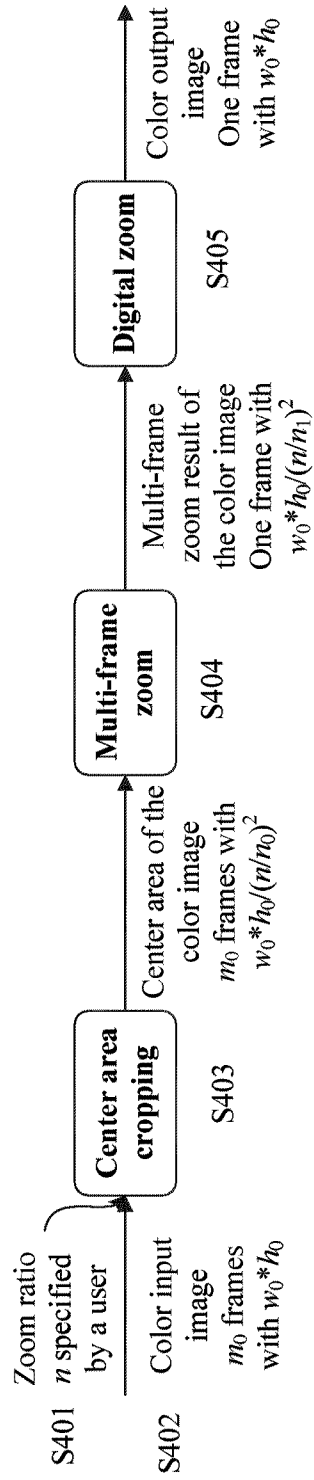 Zoom ratio
n specified
by a user
S401
S402
Color input
image
m₀ frames
with w₀*h₀
Center area
cropping
S403
Center area of the
color image
m₀ frames with
w₀*h₀/(n/n₀)²
Multi-frame
zoom
S404
Multi-frame
zoom result of
the color image
One frame with
w₀*h₀/(n/n₁)²
Digital zoom
S405
Color output
image
One frame
with w₀*h₀